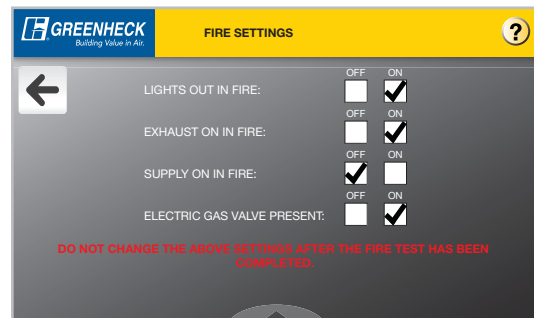 GREENHECK
Building Value in Air.
FIRE SETTINGS
?
OFF ON
LIGHTS OUT IN FIRE:
OFF ON
EXHAUST ON IN FIRE:
OFF ON
SUPPLY ON IN FIRE:
OFF ON
ELECTRIC GAS VALVE PRESENT:
DO NOT CHANGE THE ABOVE SETTINGS AFTER THE FIRE TEST HAS BEEN
COMPLETED.